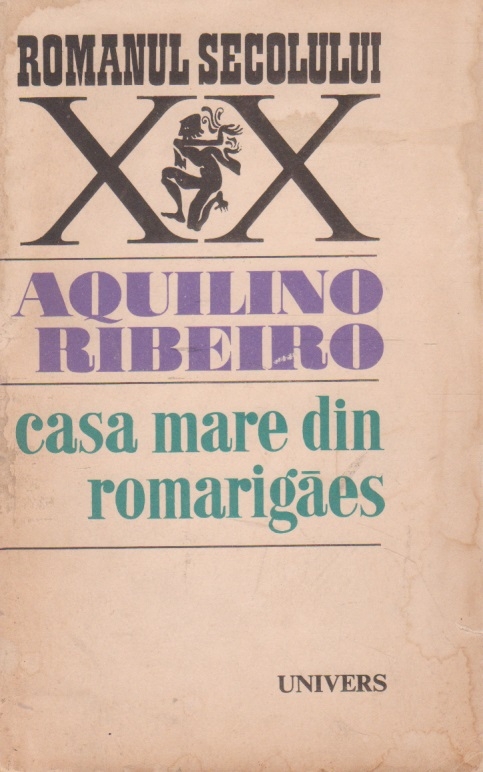 ROMANUL SECOLULUI
XX
AQUILINO
RIBEIRO
casa mare din
romarigães
UNIVERS